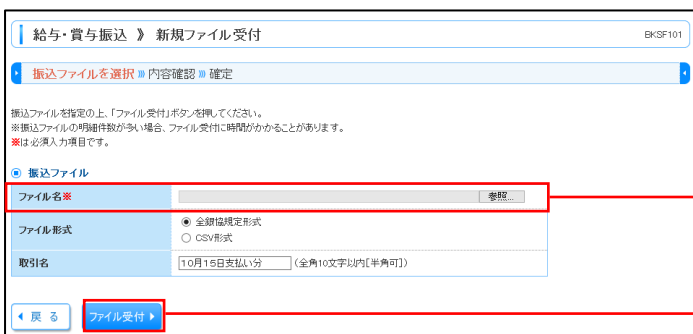 給与・賞与振込 》 新規ファイル受付 BKSF101
振込ファイルを選択 》》 内容確認 》》 確定
振込ファイルを指定の上、「ファイル受付」ボタンを押してください。
※振込ファイルの明細件数が多い場合、ファイル受付に時間がかかることがあります。
※は必須入力項目です。
振込ファイル
ファイル名※ 参照...
ファイル形式 全銀協規定形式
CSV形式
取引名 10月15日支払い分 (全角10文字以内[半角可])
戻る ファイル受付